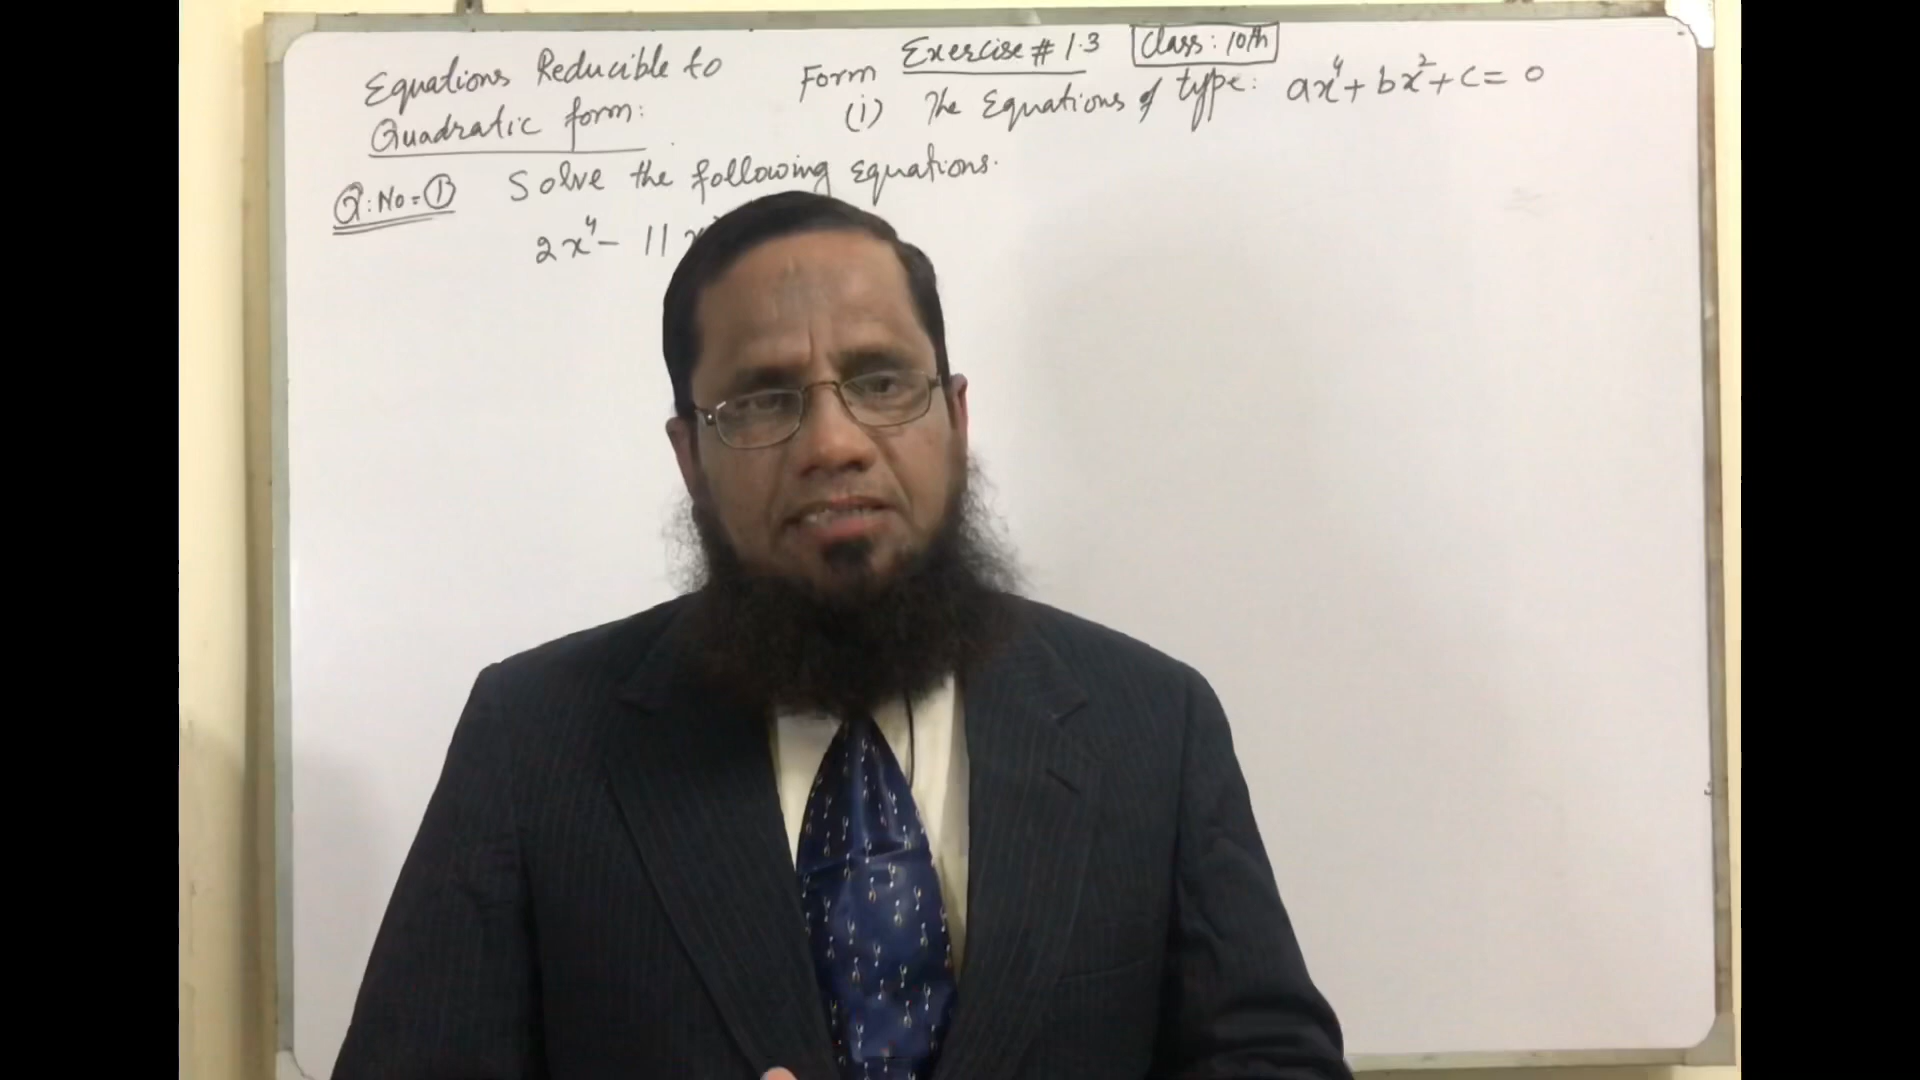 Exercise # 1.3 Class: 10th
Equations Reducible to
Quadratic form:
Form (i) The Equations of type: ax⁴ + bx² + c = 0
Q: No = ① Solve the following equations.
2x⁴ - 11x